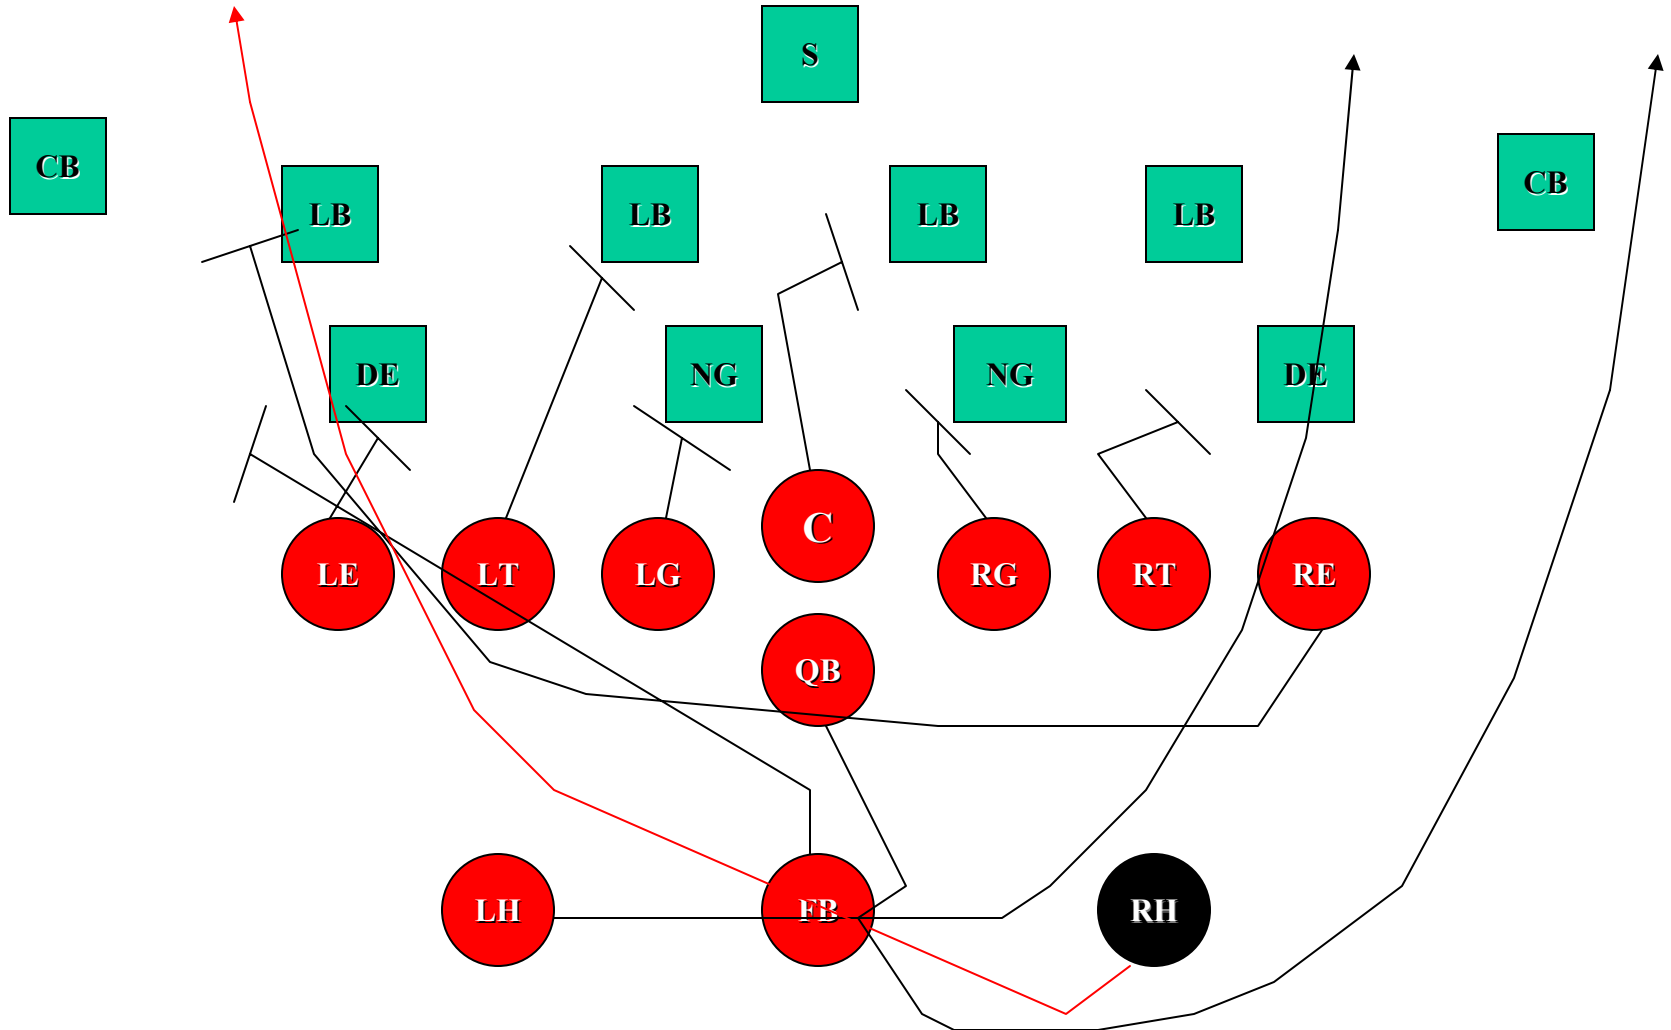 S
CB
CB
LB
LB
LB
LB
DE
NG
NG
DE
C
LE
LT
LG
RG
RT
RE
QB
LH
FB
RH